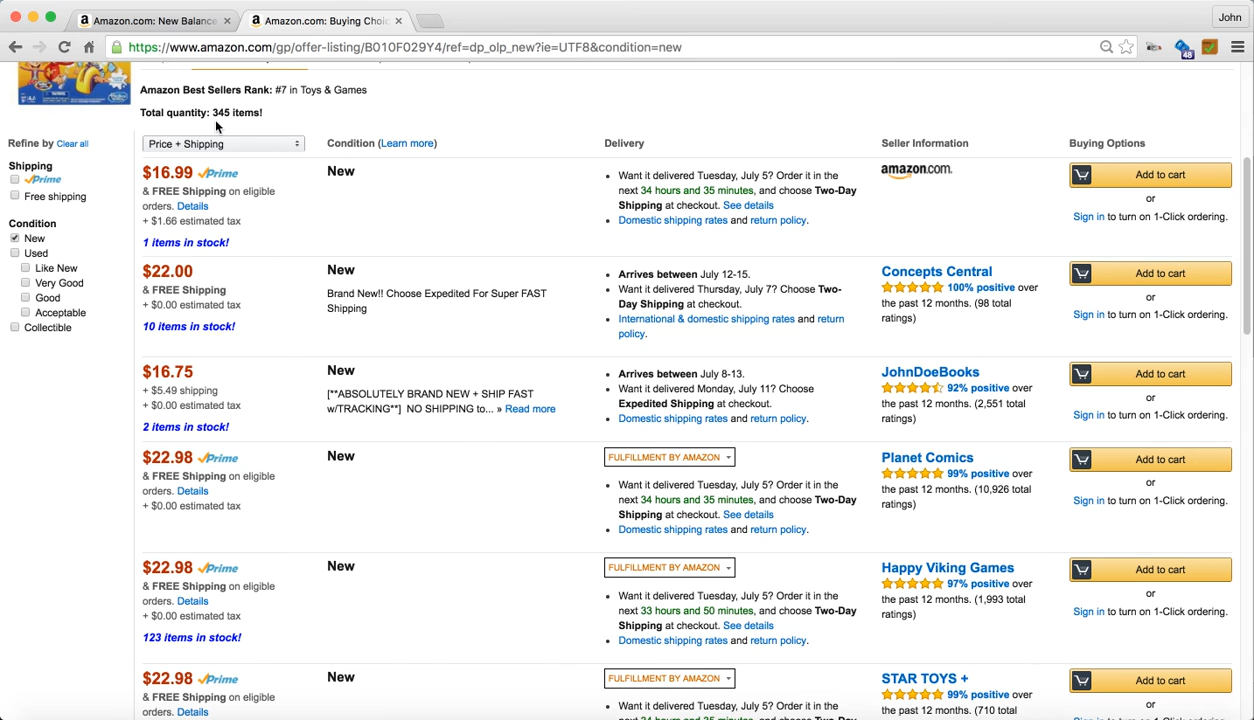 Amazon.com: New Balance
Amazon.com: Buying Choic
John
https://www.amazon.com/gp/offer-listing/B010F029Y4/ref=dp_olp_new?ie=UTF8&condition=new
48
Amazon Best Sellers Rank: #7 in Toys & Games
Total quantity: 345 items!
Refine by Clear all
Price + Shipping
Condition (Learn more)
Delivery
Seller Information
Buying Options
Shipping
Prime
Free shipping
Condition
New
Used
Like New
Very Good
Good
Acceptable
Collectible
$16.99 Prime
& FREE Shipping on eligible
orders. Details
+ $1.66 estimated tax
1 items in stock!
New
Want it delivered Tuesday, July 5? Order it in the
next 34 hours and 35 minutes, and choose Two-Day
Shipping at checkout. See details
Domestic shipping rates and return policy.
amazon.com.
Add to cart
or
Sign in to turn on 1-Click ordering.
$22.00
& FREE Shipping
+ $0.00 estimated tax
10 items in stock!
New
Brand New!! Choose Expedited For Super FAST
Shipping
Arrives between July 12-15.
Want it delivered Thursday, July 7? Choose Two-
Day Shipping at checkout.
International & domestic shipping rates and return
policy.
Concepts Central
100% positive over
the past 12 months. (98 total
ratings)
Add to cart
or
Sign in to turn on 1-Click ordering.
$16.75
+ $5.49 shipping
+ $0.00 estimated tax
2 items in stock!
New
[**ABSOLUTELY BRAND NEW + SHIP FAST
w/TRACKING**] NO SHIPPING to... » Read more
Arrives between July 8-13.
Want it delivered Monday, July 11? Choose
Expedited Shipping at checkout.
Domestic shipping rates and return policy.
JohnDoeBooks
92% positive over
the past 12 months. (2,551 total
ratings)
Add to cart
or
Sign in to turn on 1-Click ordering.
$22.98 Prime
& FREE Shipping on eligible
orders. Details
+ $0.00 estimated tax
New
FULFILLMENT BY AMAZON
Want it delivered Tuesday, July 5? Order it in the
next 34 hours and 35 minutes, and choose Two-Day
Shipping at checkout. See details
Domestic shipping rates and return policy.
Planet Comics
99% positive over
the past 12 months. (10,926 total
ratings)
Add to cart
or
Sign in to turn on 1-Click ordering.
$22.98 Prime
& FREE Shipping on eligible
orders. Details
+ $0.00 estimated tax
123 items in stock!
New
FULFILLMENT BY AMAZON
Want it delivered Tuesday, July 5? Order it in the
next 33 hours and 50 minutes, and choose Two-Day
Shipping at checkout. See details
Domestic shipping rates and return policy.
Happy Viking Games
97% positive over
the past 12 months. (1,993 total
ratings)
Add to cart
or
Sign in to turn on 1-Click ordering.
$22.98 Prime
& FREE Shipping on eligible
orders. Details
New
FULFILLMENT BY AMAZON
Want it delivered Tuesday, July 5? Order it in the
STAR TOYS +
99% positive over
the past 12 months. (710 total
Add to cart
or